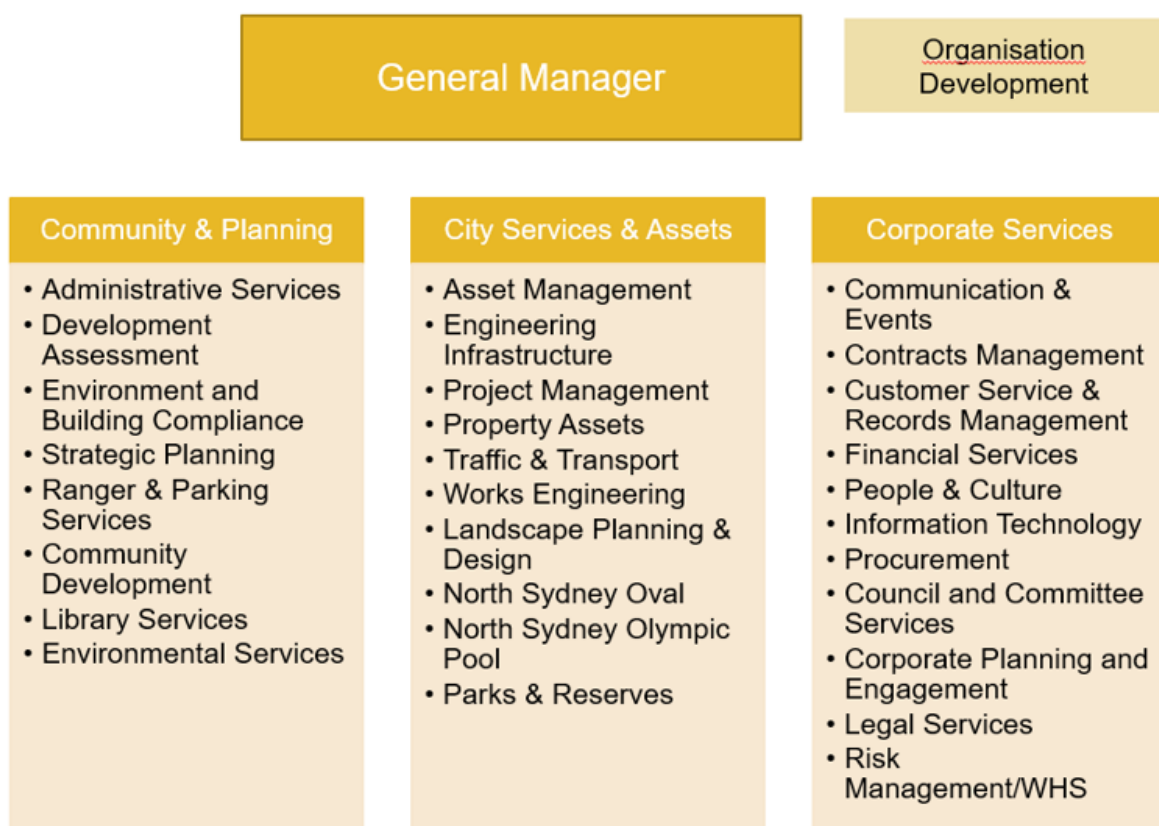 General Manager
Organisation
Development
Community & Planning
• Administrative Services
• Development
Assessment
• Environment and
Building Compliance
• Strategic Planning
• Ranger & Parking
Services
• Community
Development
• Library Services
• Environmental Services
City Services & Assets
• Asset Management
• Engineering
Infrastructure
• Project Management
• Property Assets
• Traffic & Transport
• Works Engineering
• Landscape Planning &
Design
• North Sydney Oval
• North Sydney Olympic
Pool
• Parks & Reserves
Corporate Services
• Communication &
Events
• Contracts Management
• Customer Service &
Records Management
• Financial Services
• People & Culture
• Information Technology
• Procurement
• Council and Committee
Services
• Corporate Planning and
Engagement
• Legal Services
• Risk
Management/WHS